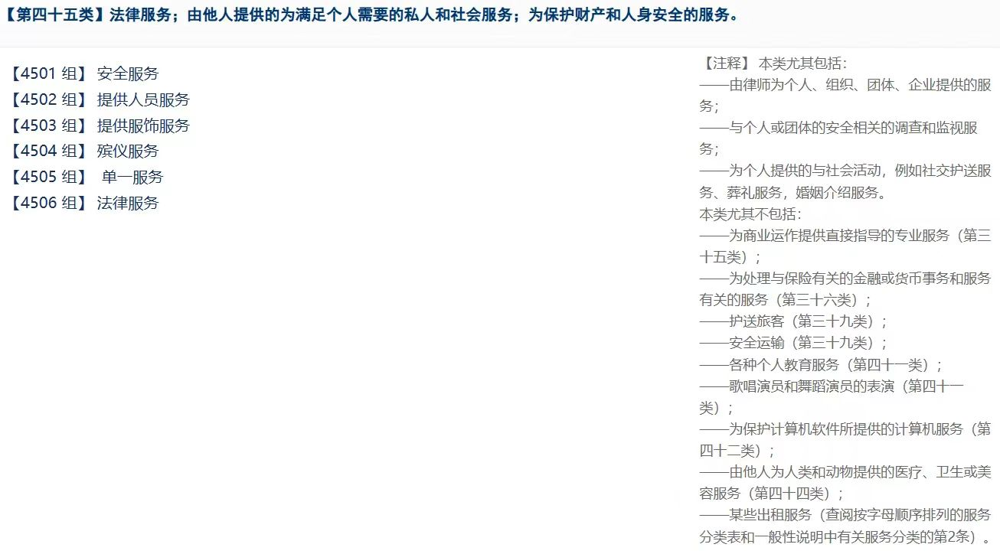 【第四十五类】法律服务；由他人提供的为满足个人需要的私人和社会服务；为保护财产和人身安全的服务。
【4501 组】 安全服务
【4502 组】 提供人员服务
【4503 组】 提供服饰服务
【4504 组】 殡仪服务
【4505 组】 单一服务
【4506 组】 法律服务
【注释】 本类尤其包括：
——由律师为个人、组织、团体、企业提供的服
务；
——与个人或团体的安全相关的调查和监视服
务；
——为个人提供的与社会活动，例如社交护送服
务、葬礼服务，婚姻介绍服务。
本类尤其不包括：
——为商业运作提供直接指导的专业服务（第三
十五类）；
——为处理与保险有关的金融或货币事务和服务
有关的服务（第三十六类）；
——护送旅客（第三十九类）；
——安全运输（第三十九类）；
——各种个人教育服务（第四十一类）；
——歌唱演员和舞蹈演员的表演（第四十一
类）；
——为保护计算机软件所提供的计算机服务（第
四十二类）；
——由他人为人类和动物提供的医疗、卫生或美
容服务（第四十四类）；
——某些出租服务（查阅按字母顺序排列的服务
分类表和一般性说明中有关服务分类的第2条）。